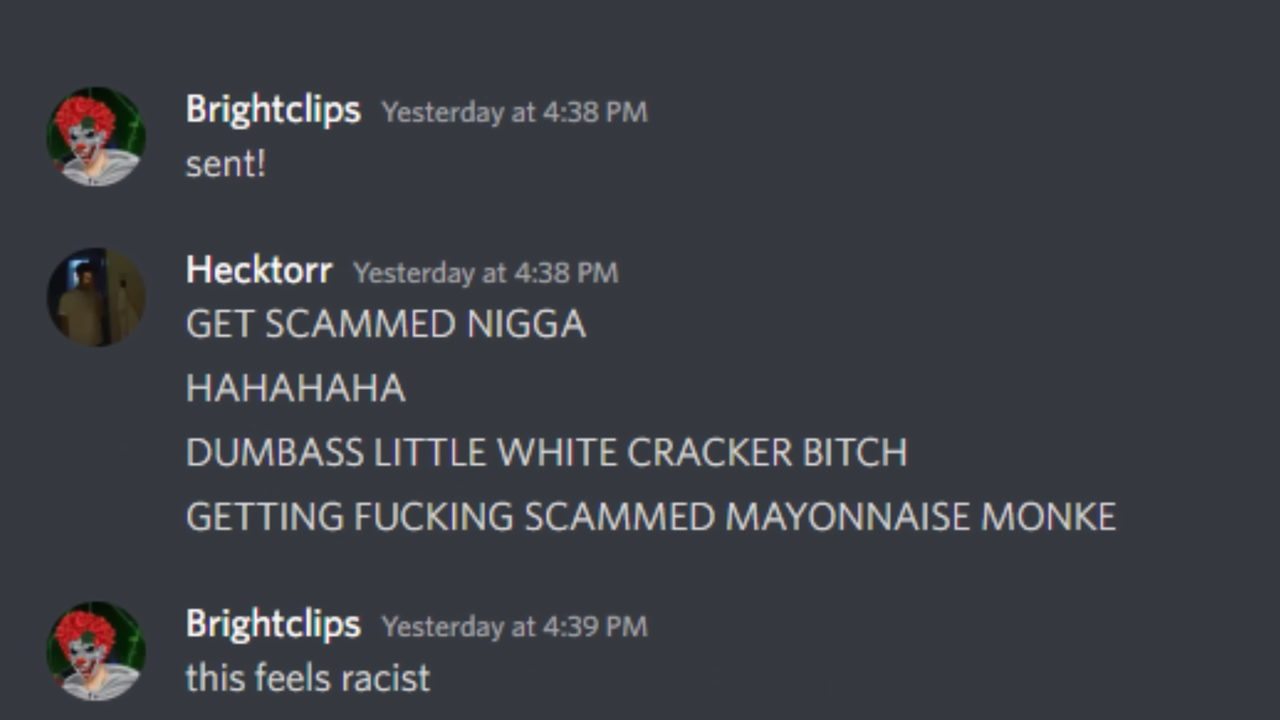 Brightclips Yesterday at 4:38 PM
sent!
Hecktorr Yesterday at 4:38 PM
GET SCAMMED NIGGA
HAHAHAHA
DUMBASS LITTLE WHITE CRACKER BITCH
GETTING FUCKING SCAMMED MAYONNAISE MONKE
Brightclips Yesterday at 4:39 PM
this feels racist